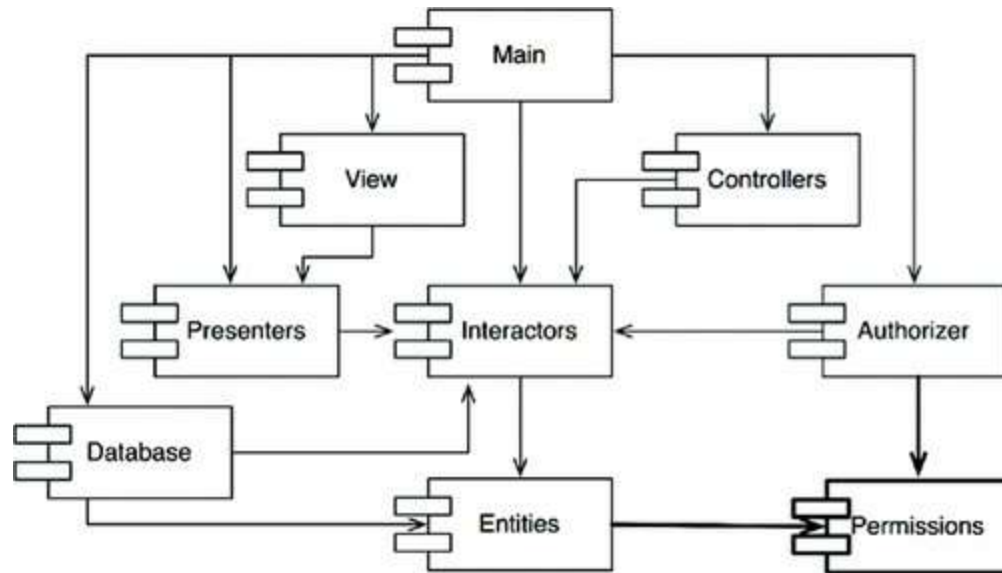 Main
View
Controllers
Presenters
Interactors
Authorizer
Database
Entities
Permissions